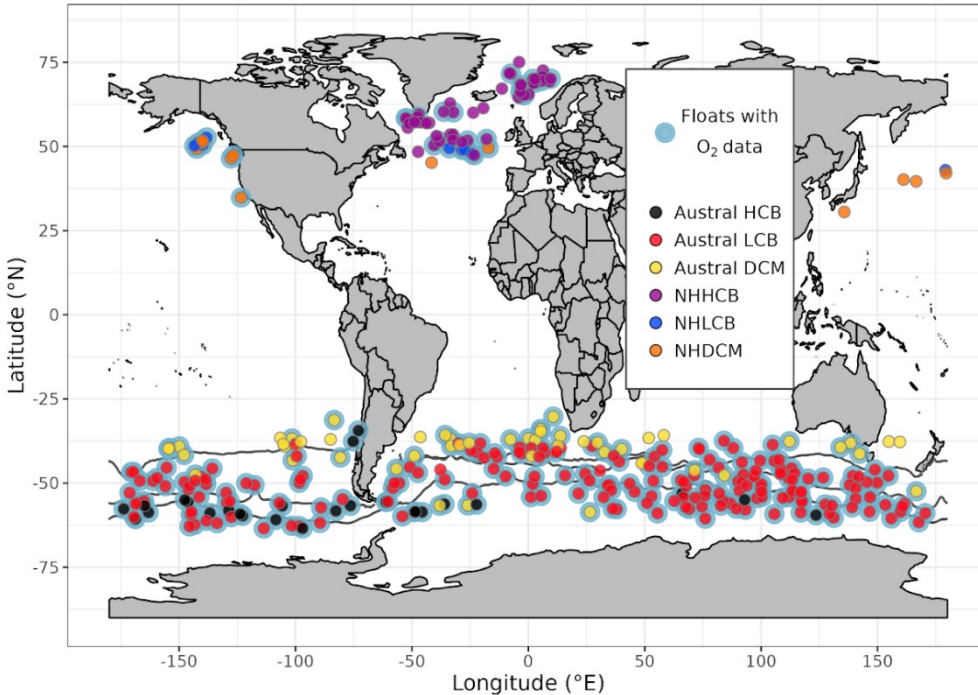 75
50
25
0
-25
-50
-75
Latitude (°N)
Floats with
O₂ data
Austral HCB
Austral LCB
Austral DCM
NHHCB
NHLCB
NHDCM
-150
-100
-50
0
50
100
150
Longitude (°E)